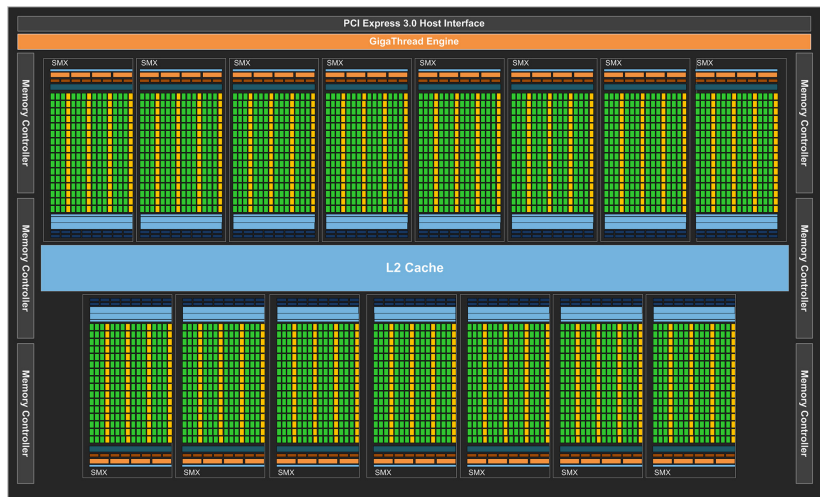 PCI Express 3.0 Host Interface
GigaThread Engine
SMX
SMX
SMX
SMX
SMX
SMX
SMX
SMX
Memory Controller
Memory Controller
Memory Controller
Memory Controller
Memory Controller
Memory Controller
L2 Cache
SMX
SMX
SMX
SMX
SMX
SMX
SMX